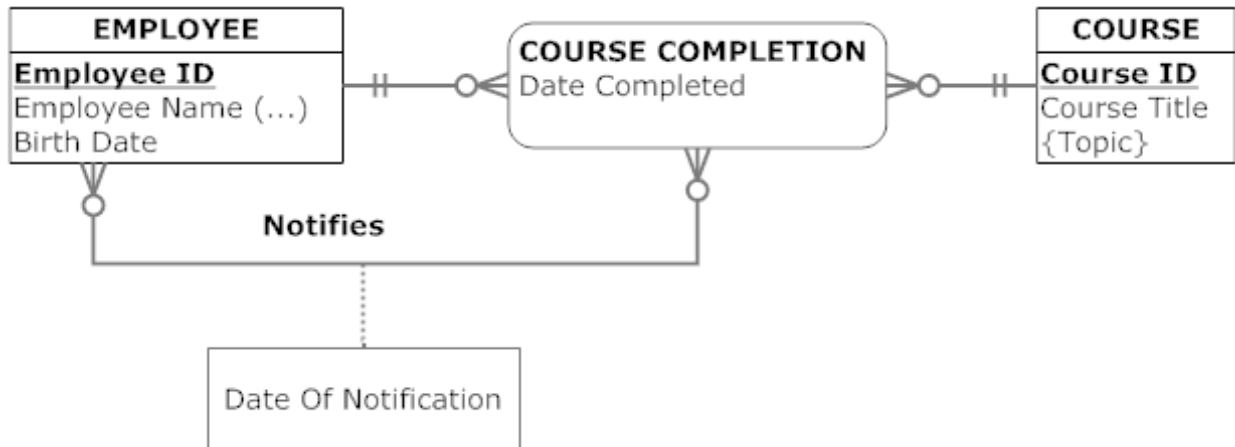 EMPLOYEE
Employee ID
Employee Name (...)
Birth Date
COURSE COMPLETION
Date Completed
COURSE
Course ID
Course Title
{Topic}
Notifies
Date Of Notification